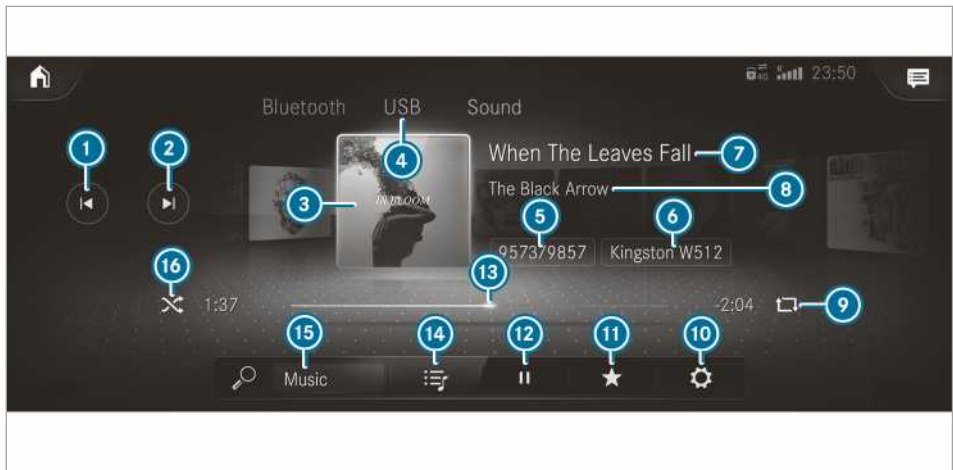 4G 23:50
Bluetooth USB Sound
1 2 4
When The Leaves Fall 7
3 IN BLOOM
The Black Arrow 8
5 6
957379857 Kingston W512
16 13
1:37 -2:04 9
15 14 12 11 10
Music